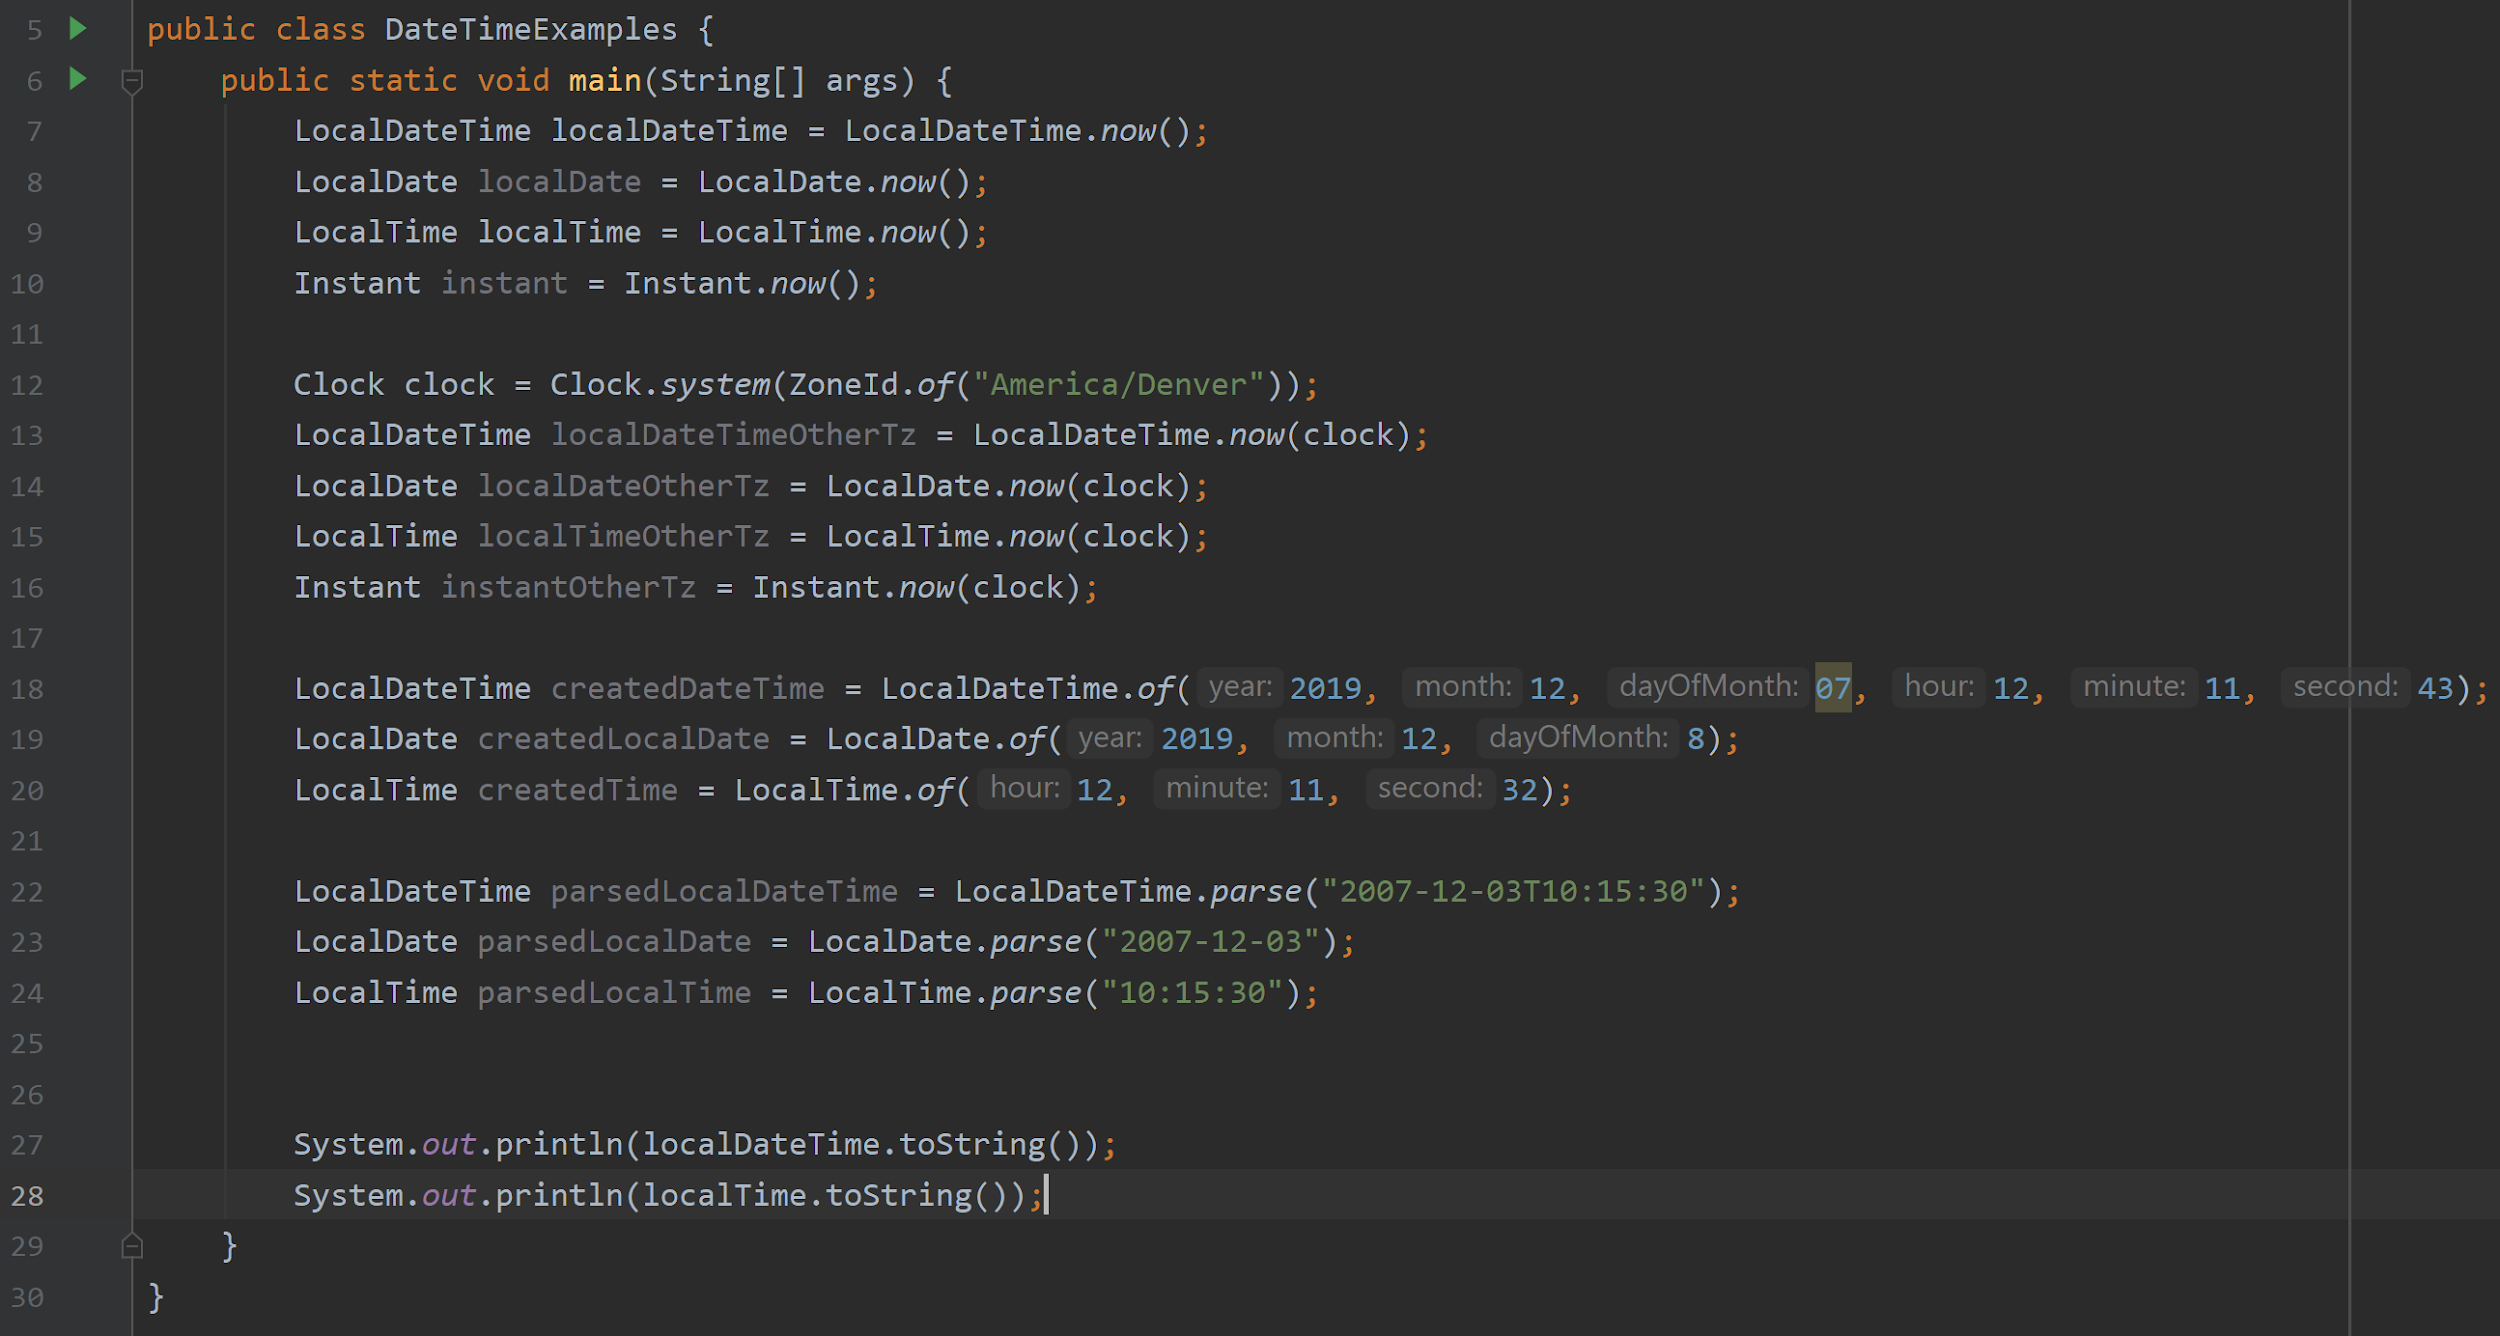 5 public class DateTimeExamples {
6 public static void main(String[] args) {
7 LocalDateTime localDateTime = LocalDateTime.now();
8 LocalDate localDate = LocalDate.now();
9 LocalTime localTime = LocalTime.now();
10 Instant instant = Instant.now();
11
12 Clock clock = Clock.system(ZoneId.of("America/Denver"));
13 LocalDateTime localDateTimeOtherTz = LocalDateTime.now(clock);
14 LocalDate localDateOtherTz = LocalDate.now(clock);
15 LocalTime localTimeOtherTz = LocalTime.now(clock);
16 Instant instantOtherTz = Instant.now(clock);
17
18 LocalDateTime createdDateTime = LocalDateTime.of( year: 2019, month: 12, dayOfMonth: 07, hour: 12, minute: 11, second: 43);
19 LocalDate createdLocalDate = LocalDate.of( year: 2019, month: 12, dayOfMonth: 8);
20 LocalTime createdTime = LocalTime.of( hour: 12, minute: 11, second: 32);
21
22 LocalDateTime parsedLocalDateTime = LocalDateTime.parse("2007-12-03T10:15:30");
23 LocalDate parsedLocalDate = LocalDate.parse("2007-12-03");
24 LocalTime parsedLocalTime = LocalTime.parse("10:15:30");
25
26
27 System.out.println(localDateTime.toString());
28 System.out.println(localTime.toString());
29 }
30 }